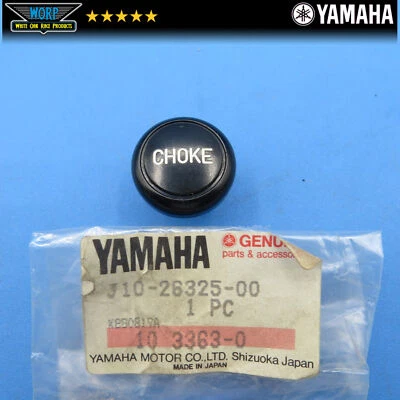 WORP
White Oak Rake Products
YAMAHA
CHOKE
YAMAHA
GENU
parts & accesso
J10-26325-00
1 PC
10 3363-0
YAMAHA MOTOR CO.,LTD. Shizuoka Japan
MADE IN JAPAN